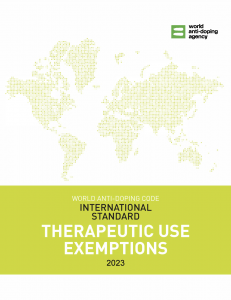 world
anti-doping
agency
WORLD ANTI-DOPING CODE
INTERNATIONAL
STANDARD
THERAPEUTIC USE
EXEMPTIONS
2023